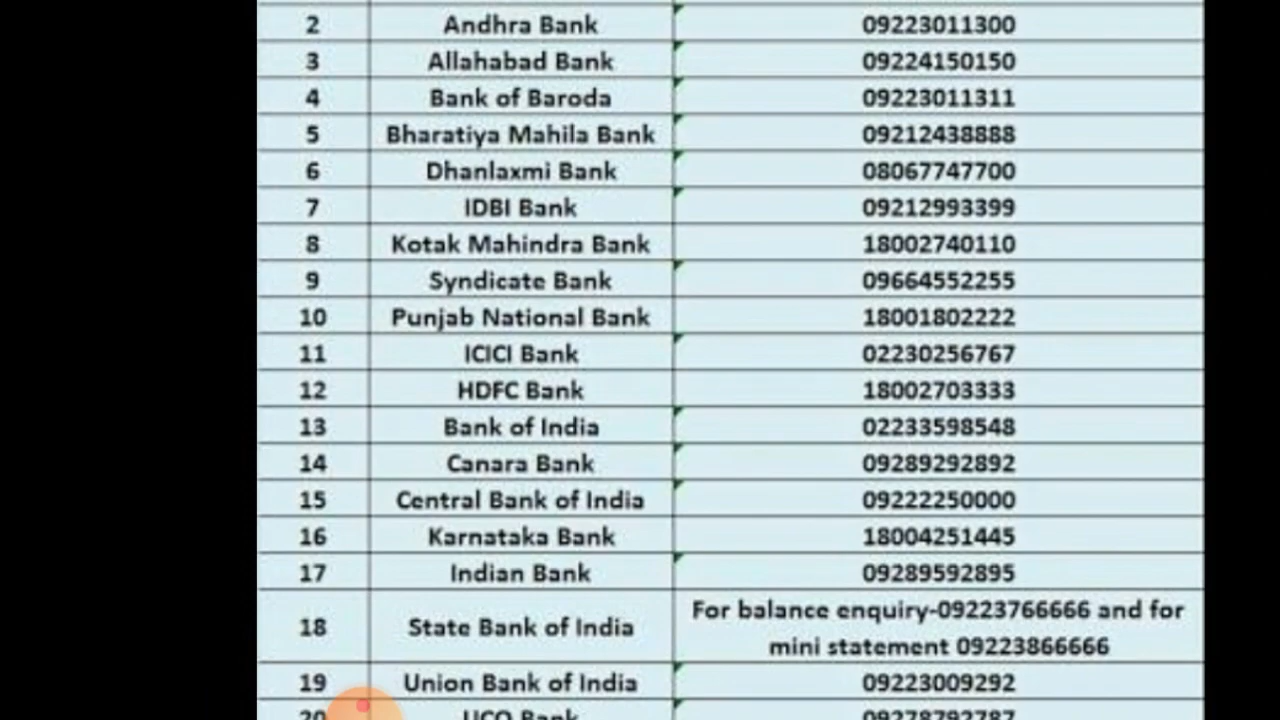 2 Andhra Bank 09223011300
3 Allahabad Bank 09224150150
4 Bank of Baroda 09223011311
5 Bharatiya Mahila Bank 09212438888
6 Dhanlaxmi Bank 08067747700
7 IDBI Bank 09212993399
8 Kotak Mahindra Bank 18002740110
9 Syndicate Bank 09664552255
10 Punjab National Bank 18001802222
11 ICICI Bank 02230256767
12 HDFC Bank 18002703333
13 Bank of India 02233598548
14 Canara Bank 09289292892
15 Central Bank of India 09222250000
16 Karnataka Bank 18004251445
17 Indian Bank 09289592895
18 State Bank of India For balance enquiry-09223766666 and for
mini statement 09223866666
19 Union Bank of India 09223009292
20 UCO Bank 09278792787